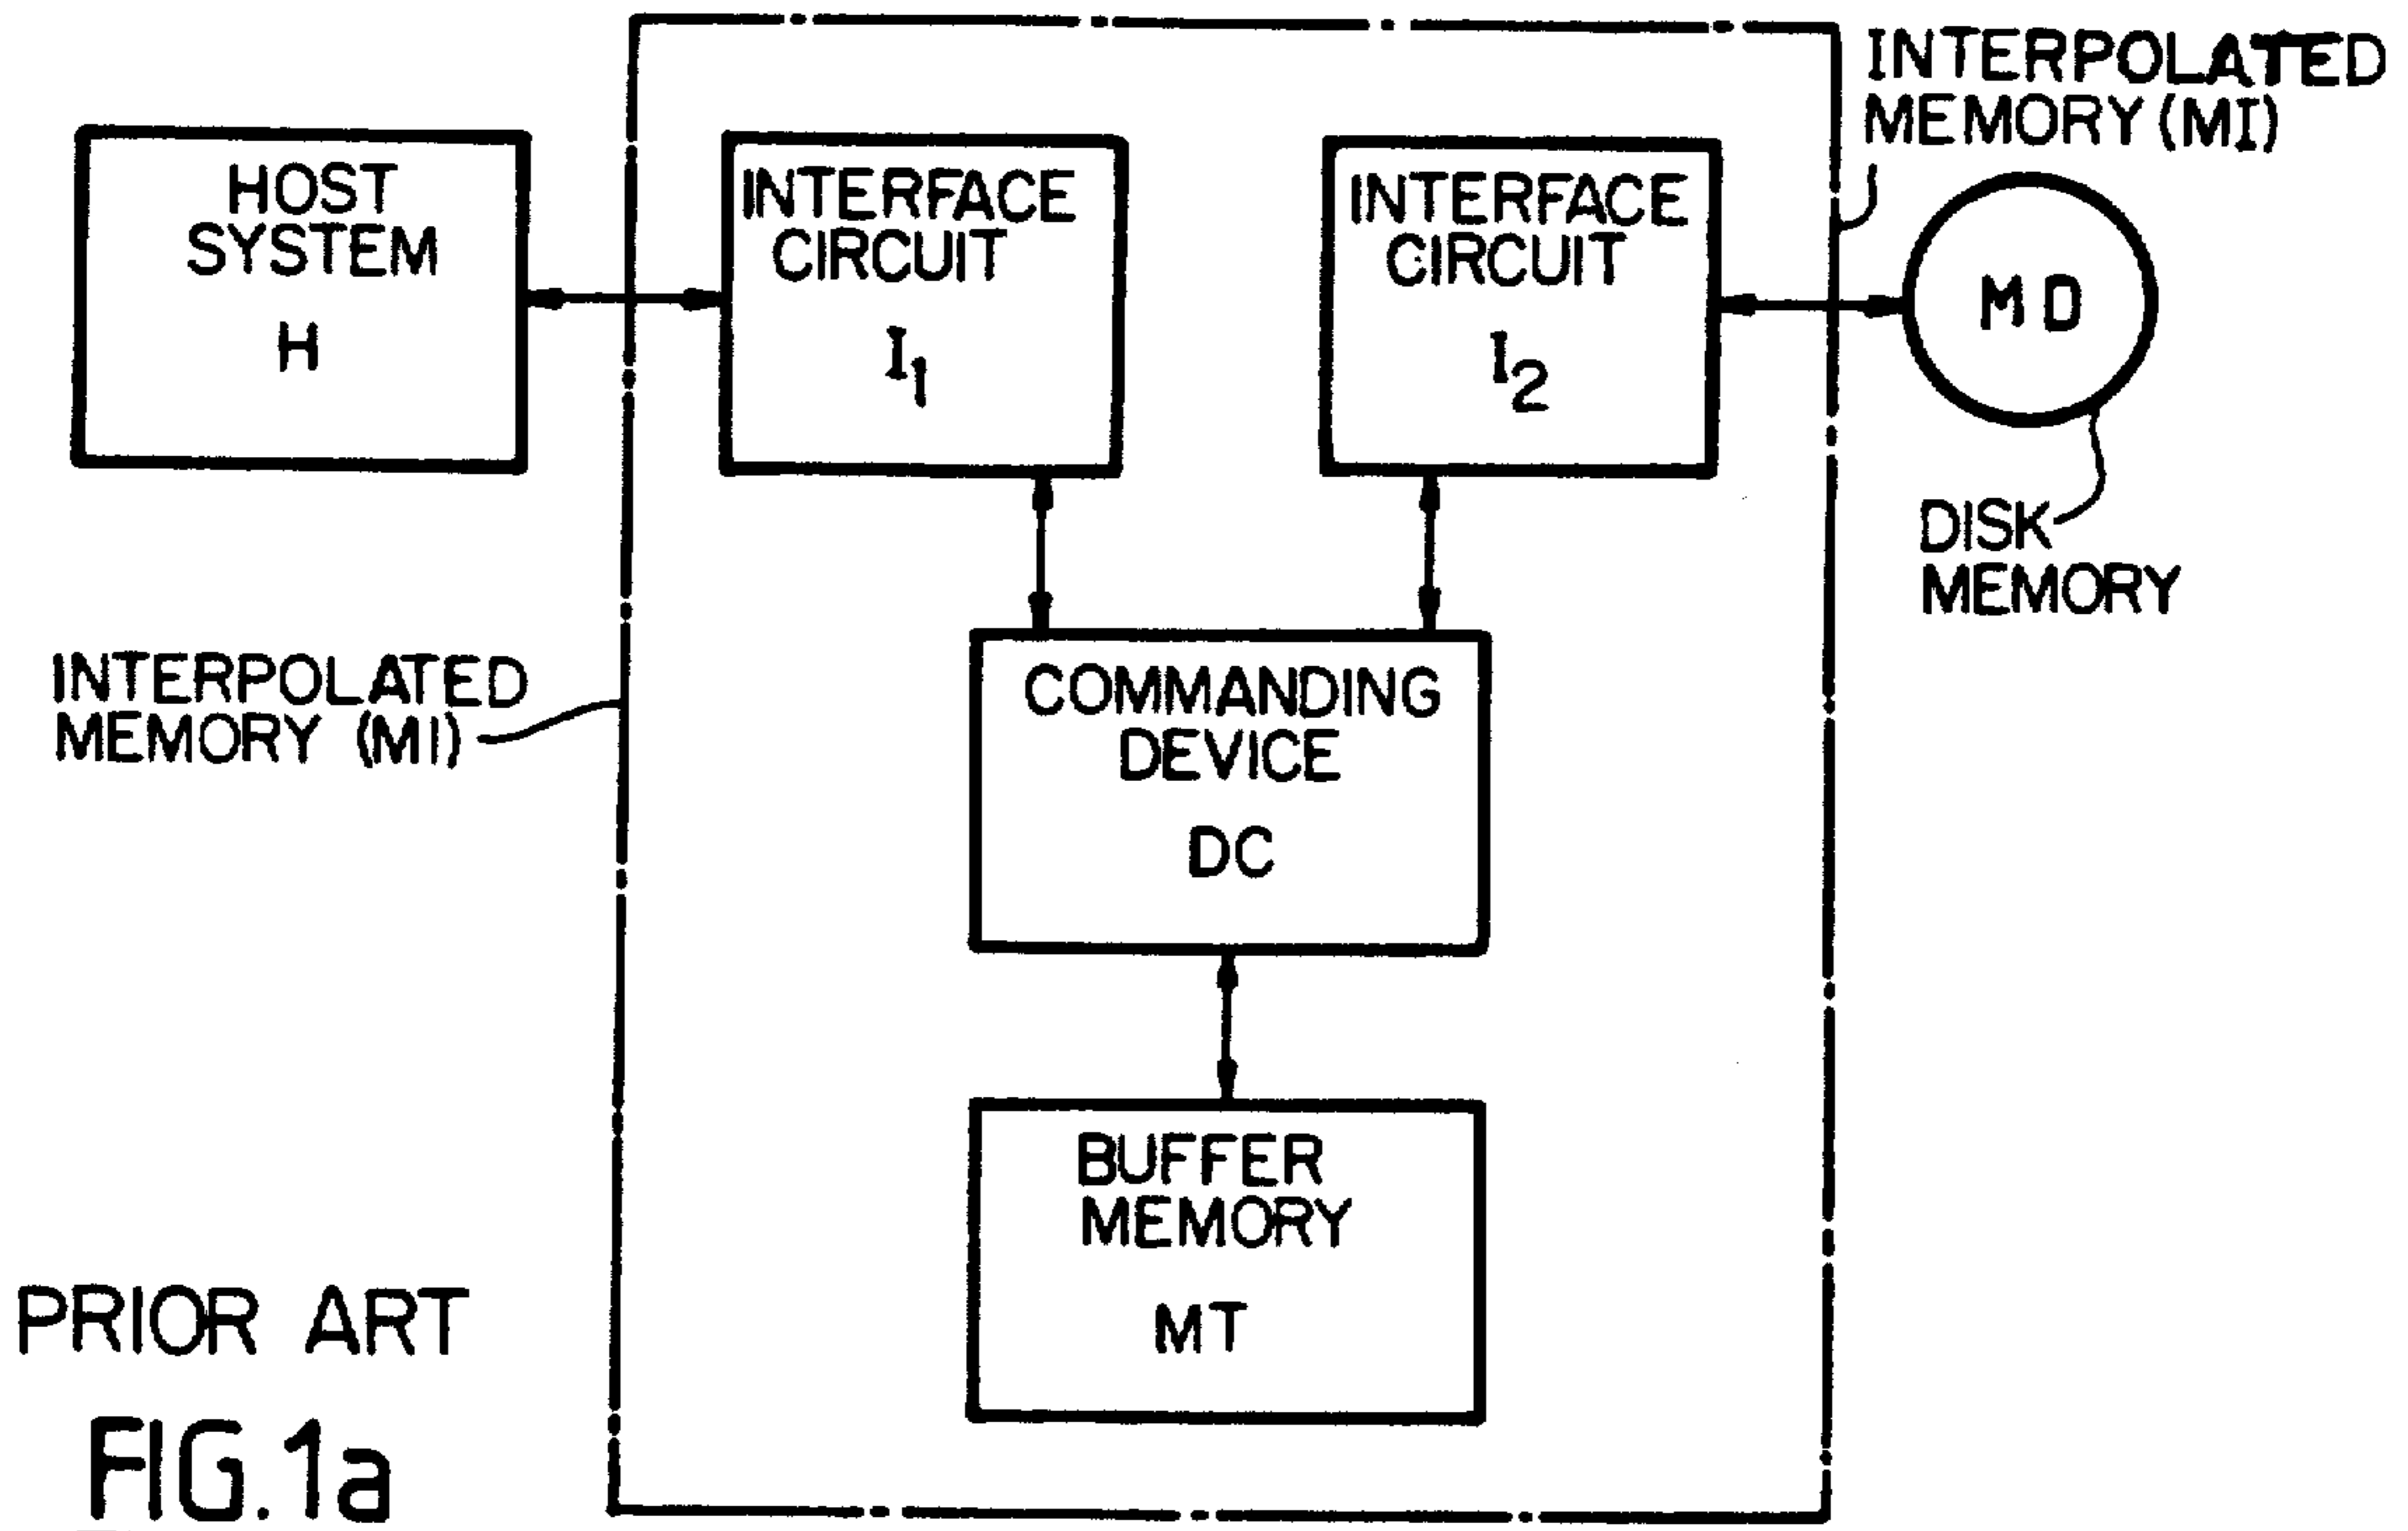 INTERPOLATED
MEMORY (MI)
HOST
SYSTEM
H
INTERFACE
CIRCUIT
I1
INTERFACE
CIRCUIT
I2
MD
DISK
MEMORY
INTERPOLATED
MEMORY (MI)
COMMANDING
DEVICE
DC
BUFFER
MEMORY
MT
PRIOR ART
FIG.1a